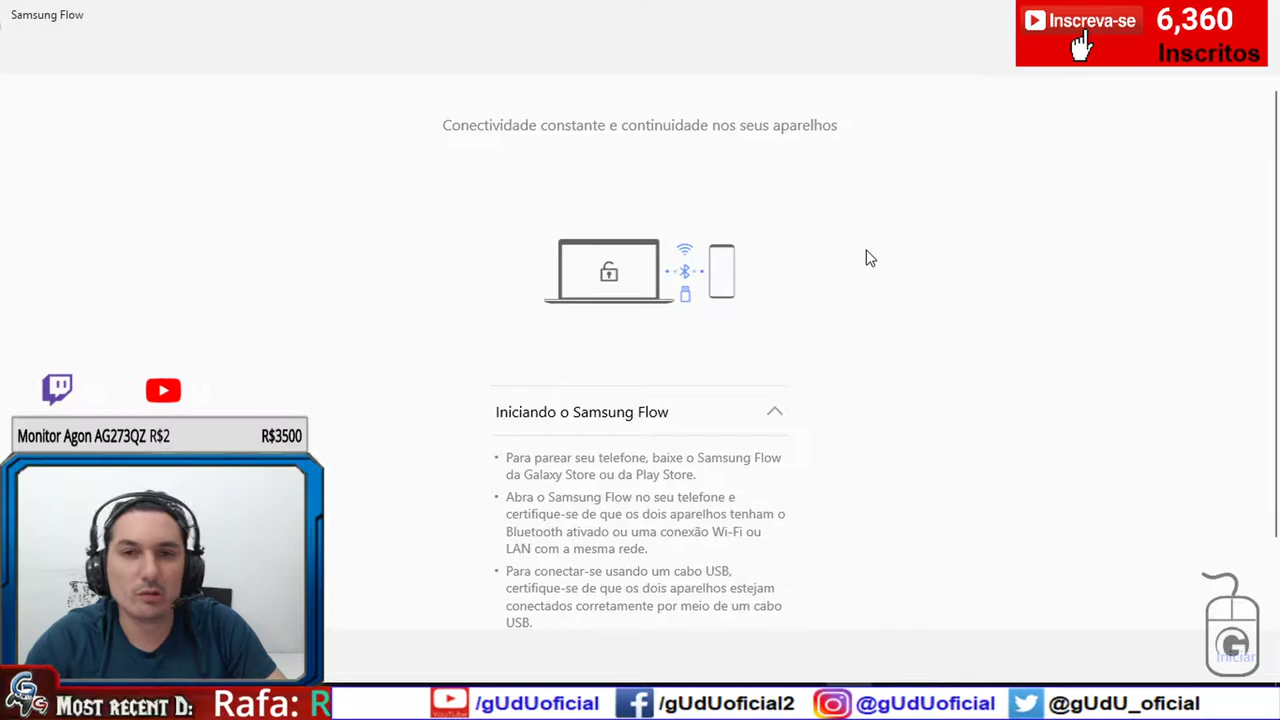 Samsung Flow
Inscreva-se 6,360
Inscritos
Conectividade constante e continuidade nos seus aparelhos
Iniciando o Samsung Flow
• Para parear seu telefone, baixe o Samsung Flow
da Galaxy Store ou da Play Store.
• Abra o Samsung Flow no seu telefone e
certifique-se de que os dois aparelhos tenham o
Bluetooth ativado ou uma conexão Wi-Fi ou
LAN com a mesma rede.
• Para conectar-se usando um cabo USB,
certifique-se de que os dois aparelhos estejam
conectados corretamente por meio de um cabo
USB.
Monitor Agon AG273QZ R$2 R$3500
G
Iniciar
Most recent D: Rafa: R
YouTube /gUdUoficial /gUdUoficial2 @gUdUoficial @gUdU_oficial